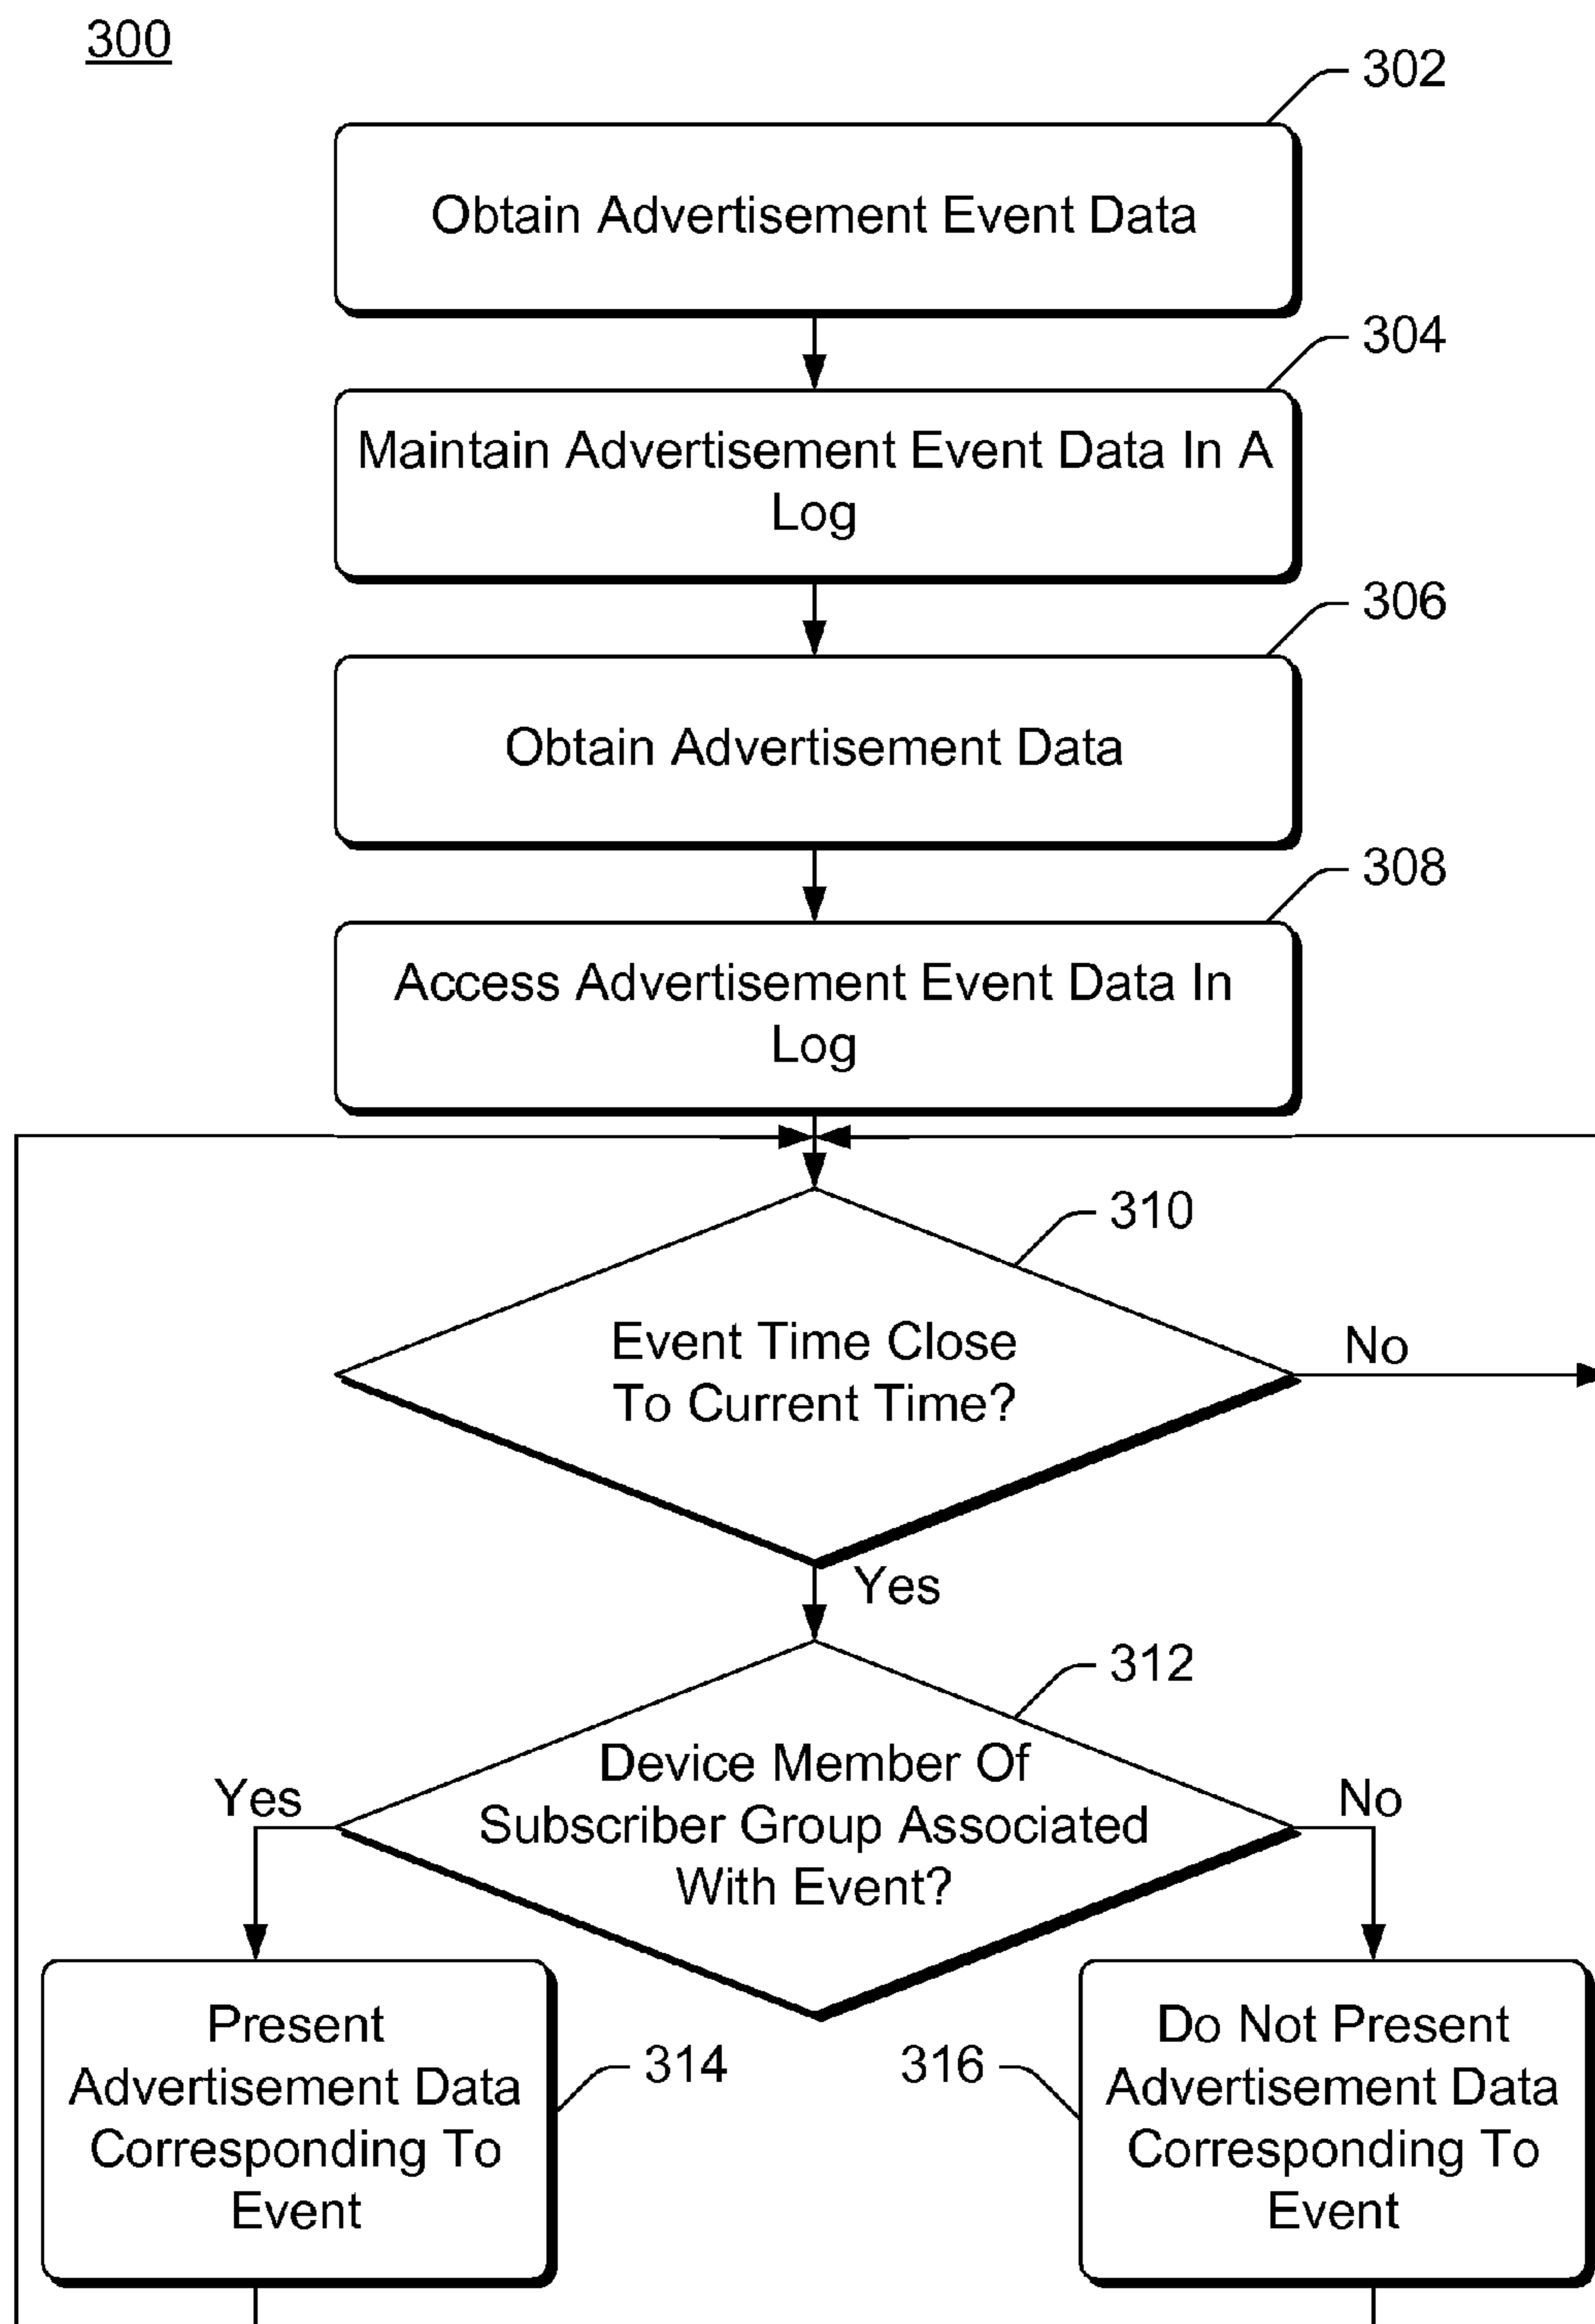 300
302
Obtain Advertisement Event Data
304
Maintain Advertisement Event Data In A
Log
306
Obtain Advertisement Data
308
Access Advertisement Event Data In
Log
310
Event Time Close
To Current Time?
No
Yes
312
Device Member Of
Subscriber Group Associated
With Event?
Yes
No
Present
Advertisement Data
Corresponding To
Event
314
316
Do Not Present
Advertisement Data
Corresponding To
Event